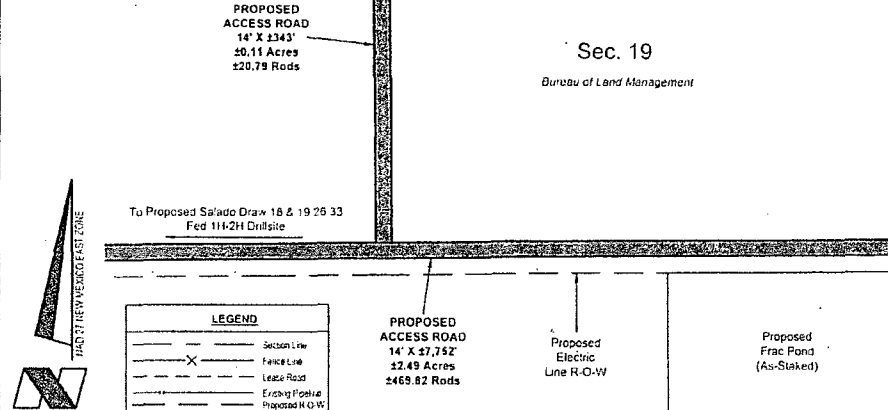 PROPOSED
ACCESS ROAD
14' X ±343'
±0.11 Acres
±20.79 Rods
Sec. 19
Bureau of Land Management
To Proposed Salado Draw 18 & 19 26 33
Fed 1H-2H Drillsite
NAD 27 NEW MEXICO EAST ZONE
LEGEND
Section Line
Fence Line
Lease Road
Existing Pipeline
Proposed R-O-W
PROPOSED
ACCESS ROAD
14' X ±7,752'
±2.49 Acres
±469.82 Rods
Proposed
Electric
Line R-O-W
Proposed
Frac Pond
(As-Staked)